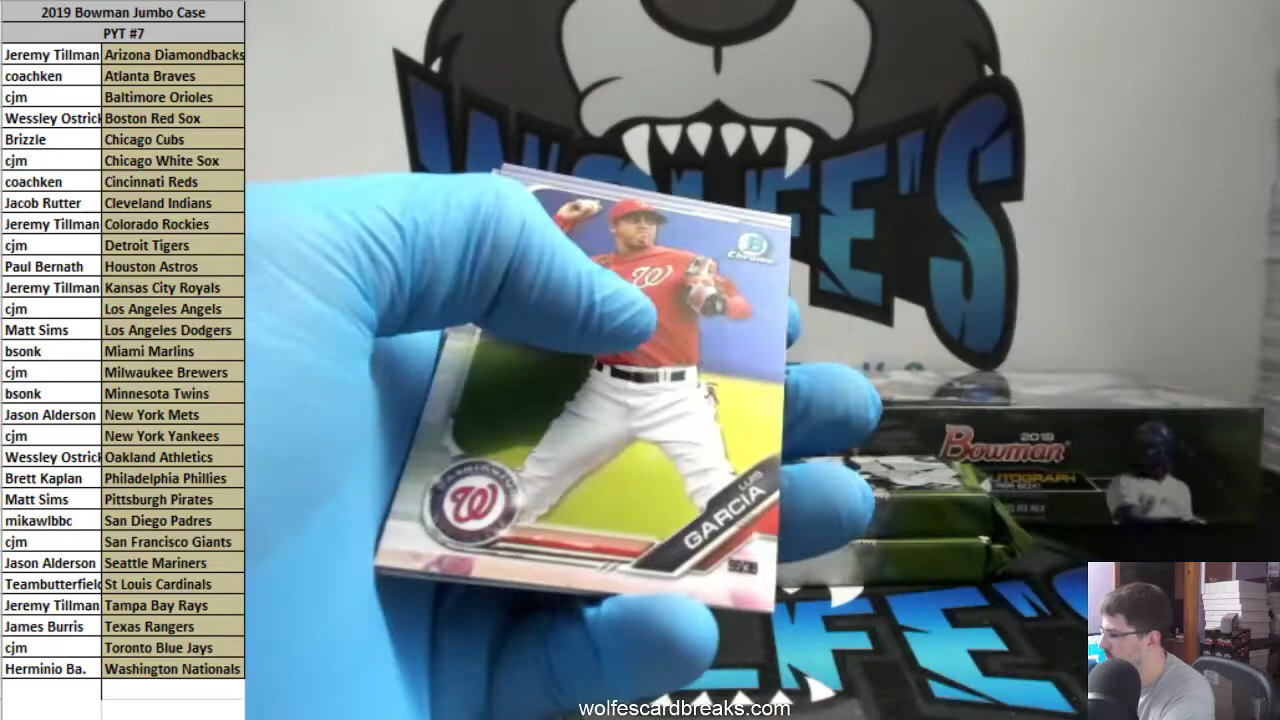 2019 Bowman Jumbo Case
PYT #7
Jeremy Tillman Arizona Diamondbacks
coachken Atlanta Braves
cjm Baltimore Orioles
Wessley Ostrick Boston Red Sox
Brizzle Chicago Cubs
cjm Chicago White Sox
coachken Cincinnati Reds
Jacob Rutter Cleveland Indians
Jeremy Tillman Colorado Rockies
cjm Detroit Tigers
Paul Bernath Houston Astros
Jeremy Tillman Kansas City Royals
cjm Los Angeles Angels
Matt Sims Los Angeles Dodgers
bsonk Miami Marlins
cjm Milwaukee Brewers
bsonk Minnesota Twins
Jason Alderson New York Mets
cjm New York Yankees
Wessley Ostrick Oakland Athletics
Brett Kaplan Philadelphia Phillies
Matt Sims Pittsburgh Pirates
mikawlbbc San Diego Padres
cjm San Francisco Giants
Jason Alderson Seattle Mariners
Teambutterfield St Louis Cardinals
Jeremy Tillman Tampa Bay Rays
James Burris Texas Rangers
cjm Toronto Blue Jays
Herminio Ba. Washington Nationals
WOLFE'S
B
Chrome
W
W
LUIS
GARCÍA
2019
Bowman
AUTOGRAPH
wolfescardbreaks.com